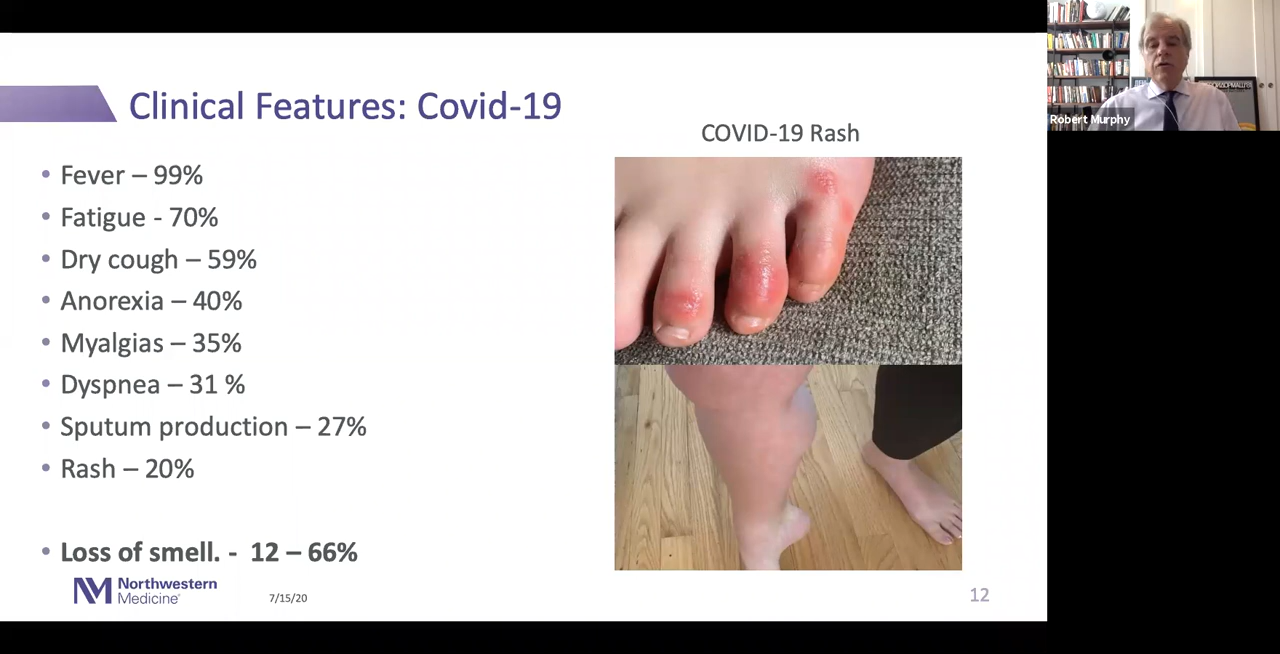 Clinical Features: Covid-19
COVID-19 Rash
• Fever – 99%
• Fatigue - 70%
• Dry cough – 59%
• Anorexia – 40%
• Myalgias – 35%
• Dyspnea – 31 %
• Sputum production – 27%
• Rash – 20%
• Loss of smell. - 12 – 66%
NM Northwestern
Medicine®
7/15/20
12
Robert Murphy